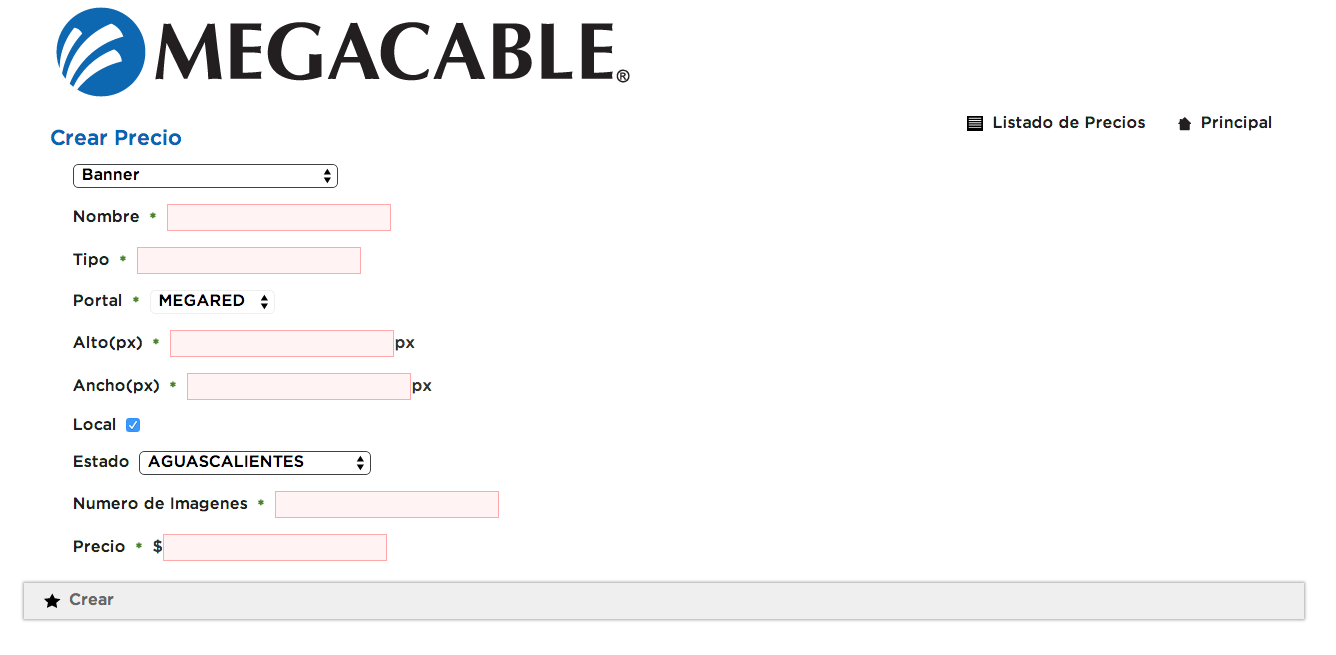 MEGACABLE®
Listado de Precios Principal
Crear Precio
Banner
Nombre *
Tipo *
Portal * MEGARED
Alto(px) * px
Ancho(px) * px
Local
Estado AGUASCALIENTES
Numero de Imagenes *
Precio * $
Crear